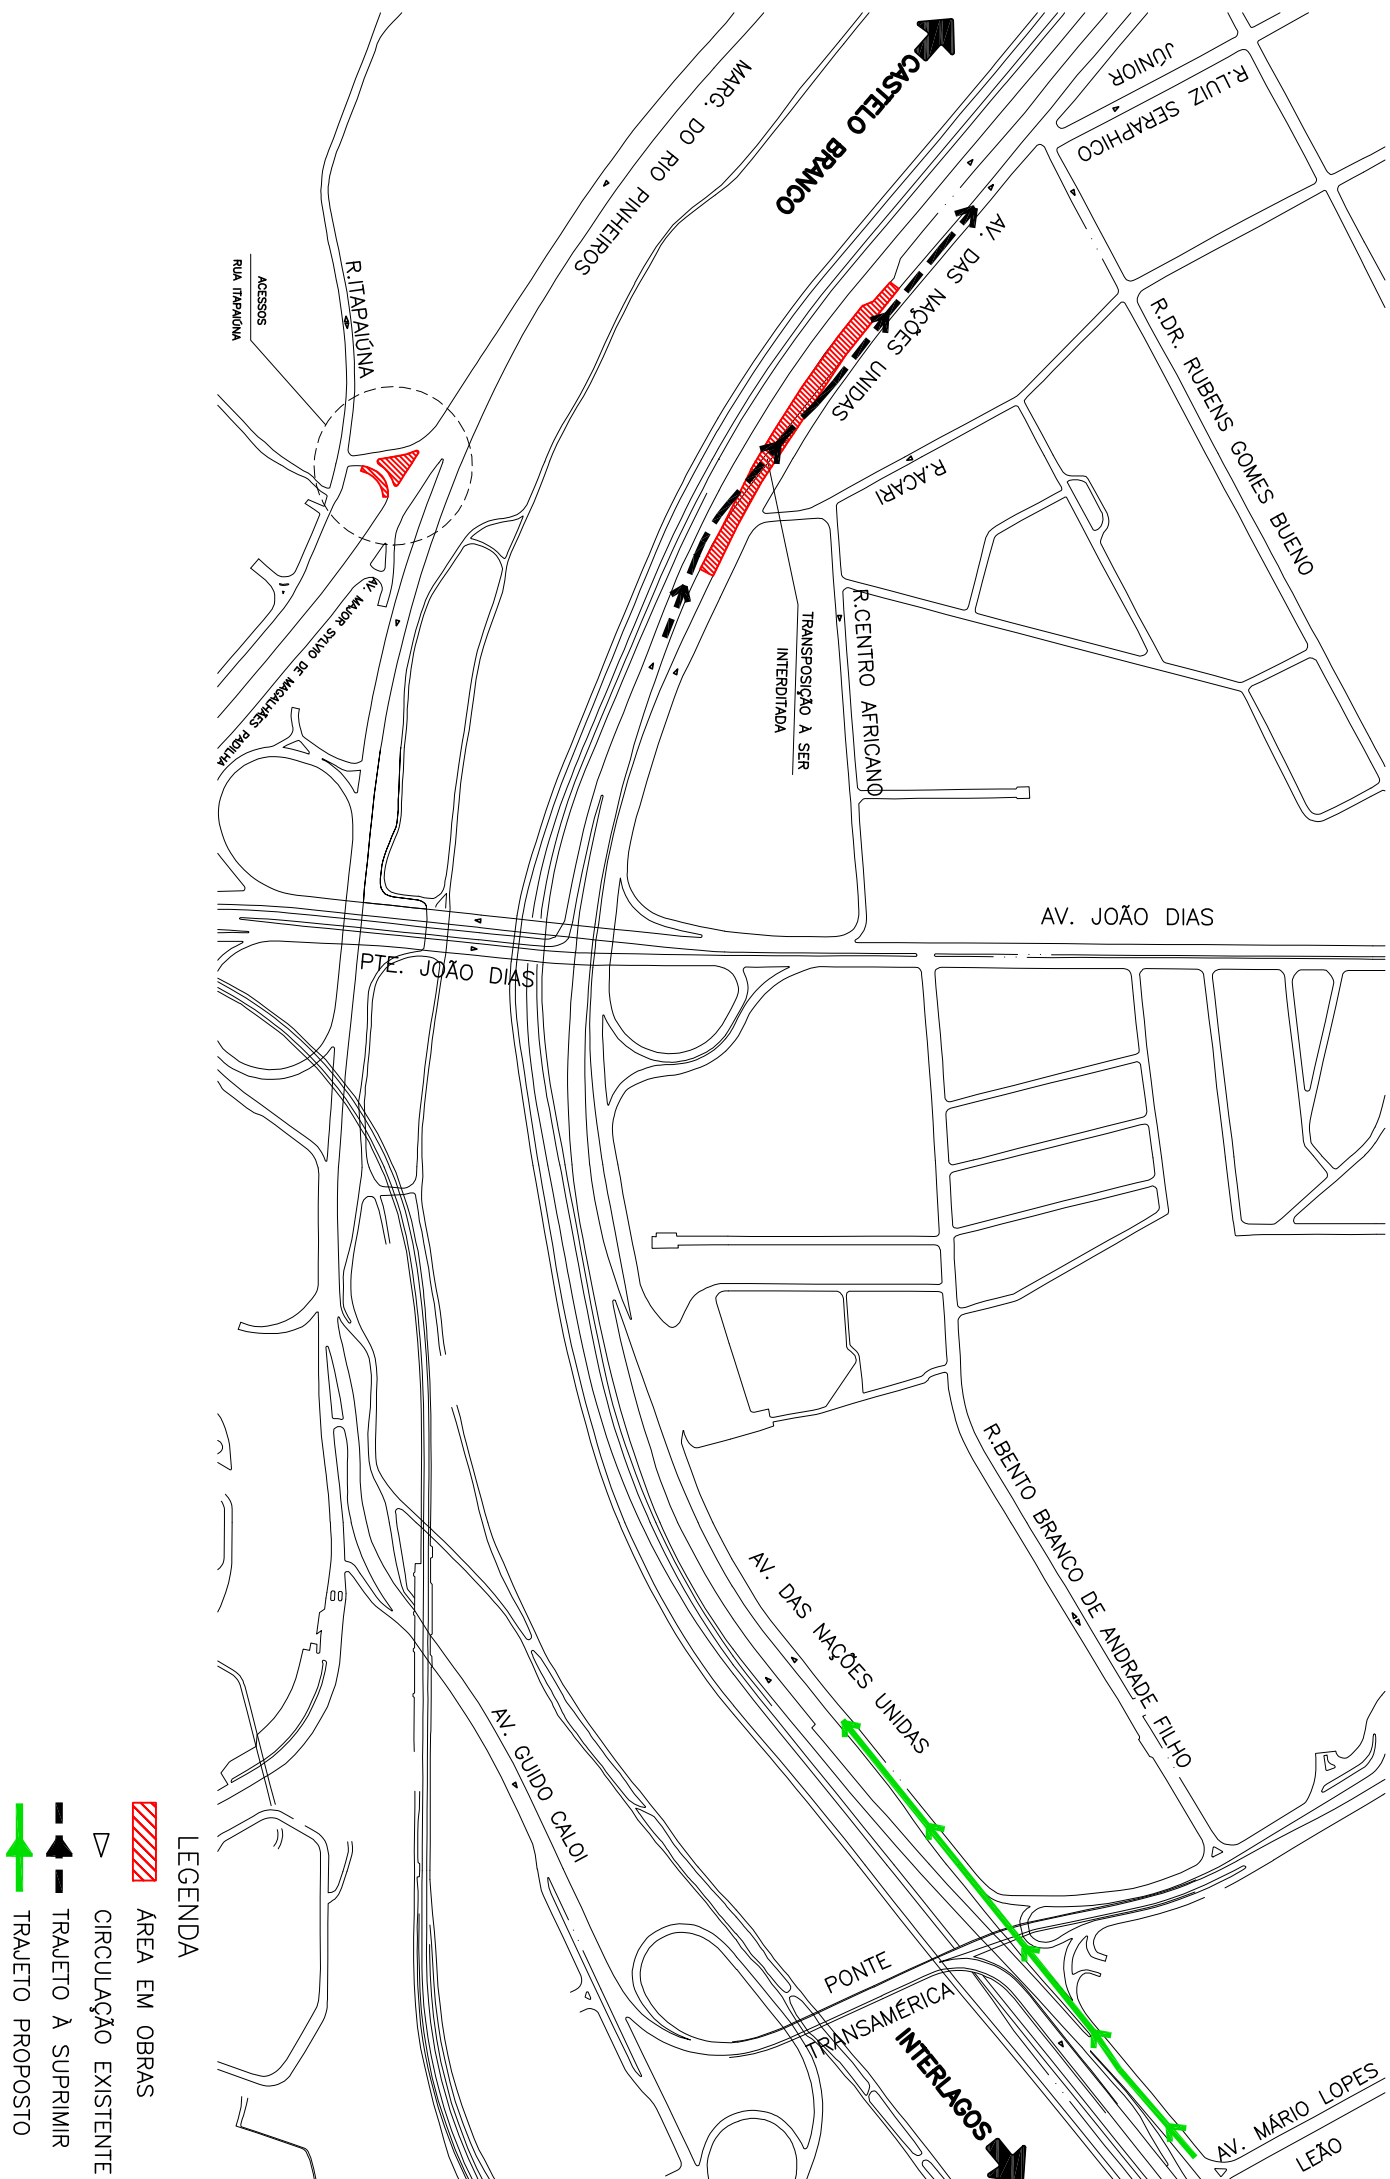 CASTELO BRANCO
MARG. DO RIO PINHEIROS
R.LUIZ SERAPHICO
JÚNIOR
AV. DAS NAÇÕES UNIDAS
R.DR. RUBENS GOMES BUENO
R.ITAPAIÚNA
ACESSOS
RUA ITAPAIÚNA
R.ACARI
R.CENTRO AFRICANO
TRANSPOSIÇÃO À SER
INTERDITADA
AV. MAJOR SYLVIO DE MAGALHÃES PADILHA
AV. JOÃO DIAS
PTE. JOÃO DIAS
R.BENTO BRANCO DE ANDRADE FILHO
AV. DAS NAÇÕES UNIDAS
AV. GUIDO CALOI
PONTE
TRANSAMÉRICA
INTERLAGOS
AV. MÁRIO LOPES
LEÃO
LEGENDA
ÁREA EM OBRAS
CIRCULAÇÃO EXISTENTE
TRAJETO À SUPRIMIR
TRAJETO PROPOSTO